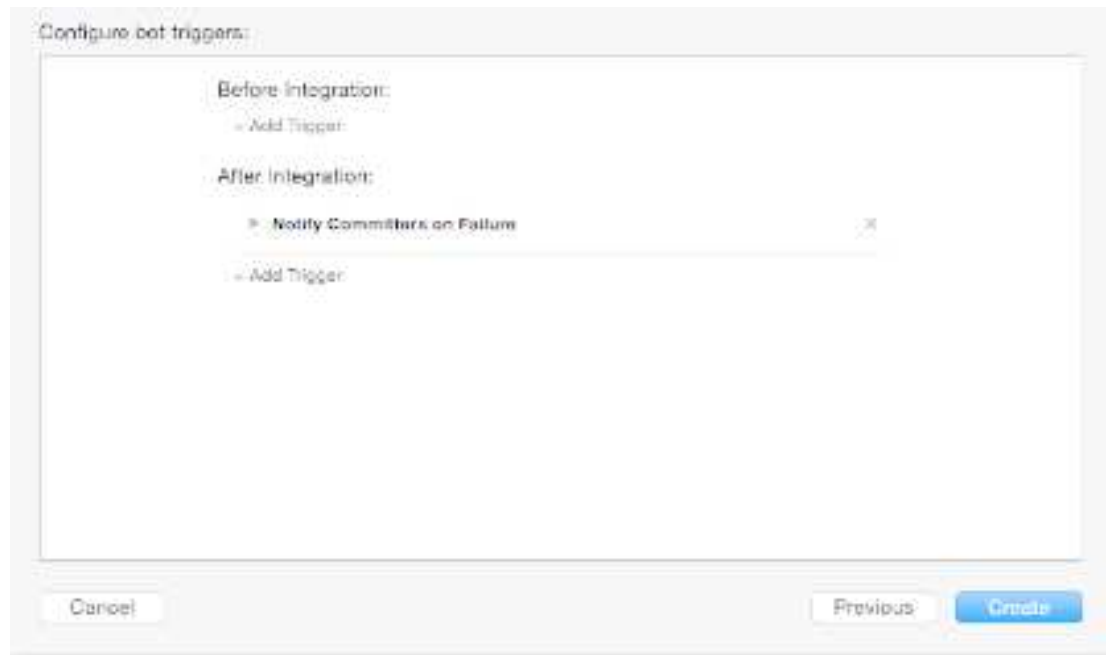 Configure bot triggers:
Before Integration:
+ Add Trigger
After Integration:
Notify Committers on Failure
+ Add Trigger
Cancel
Previous
Create